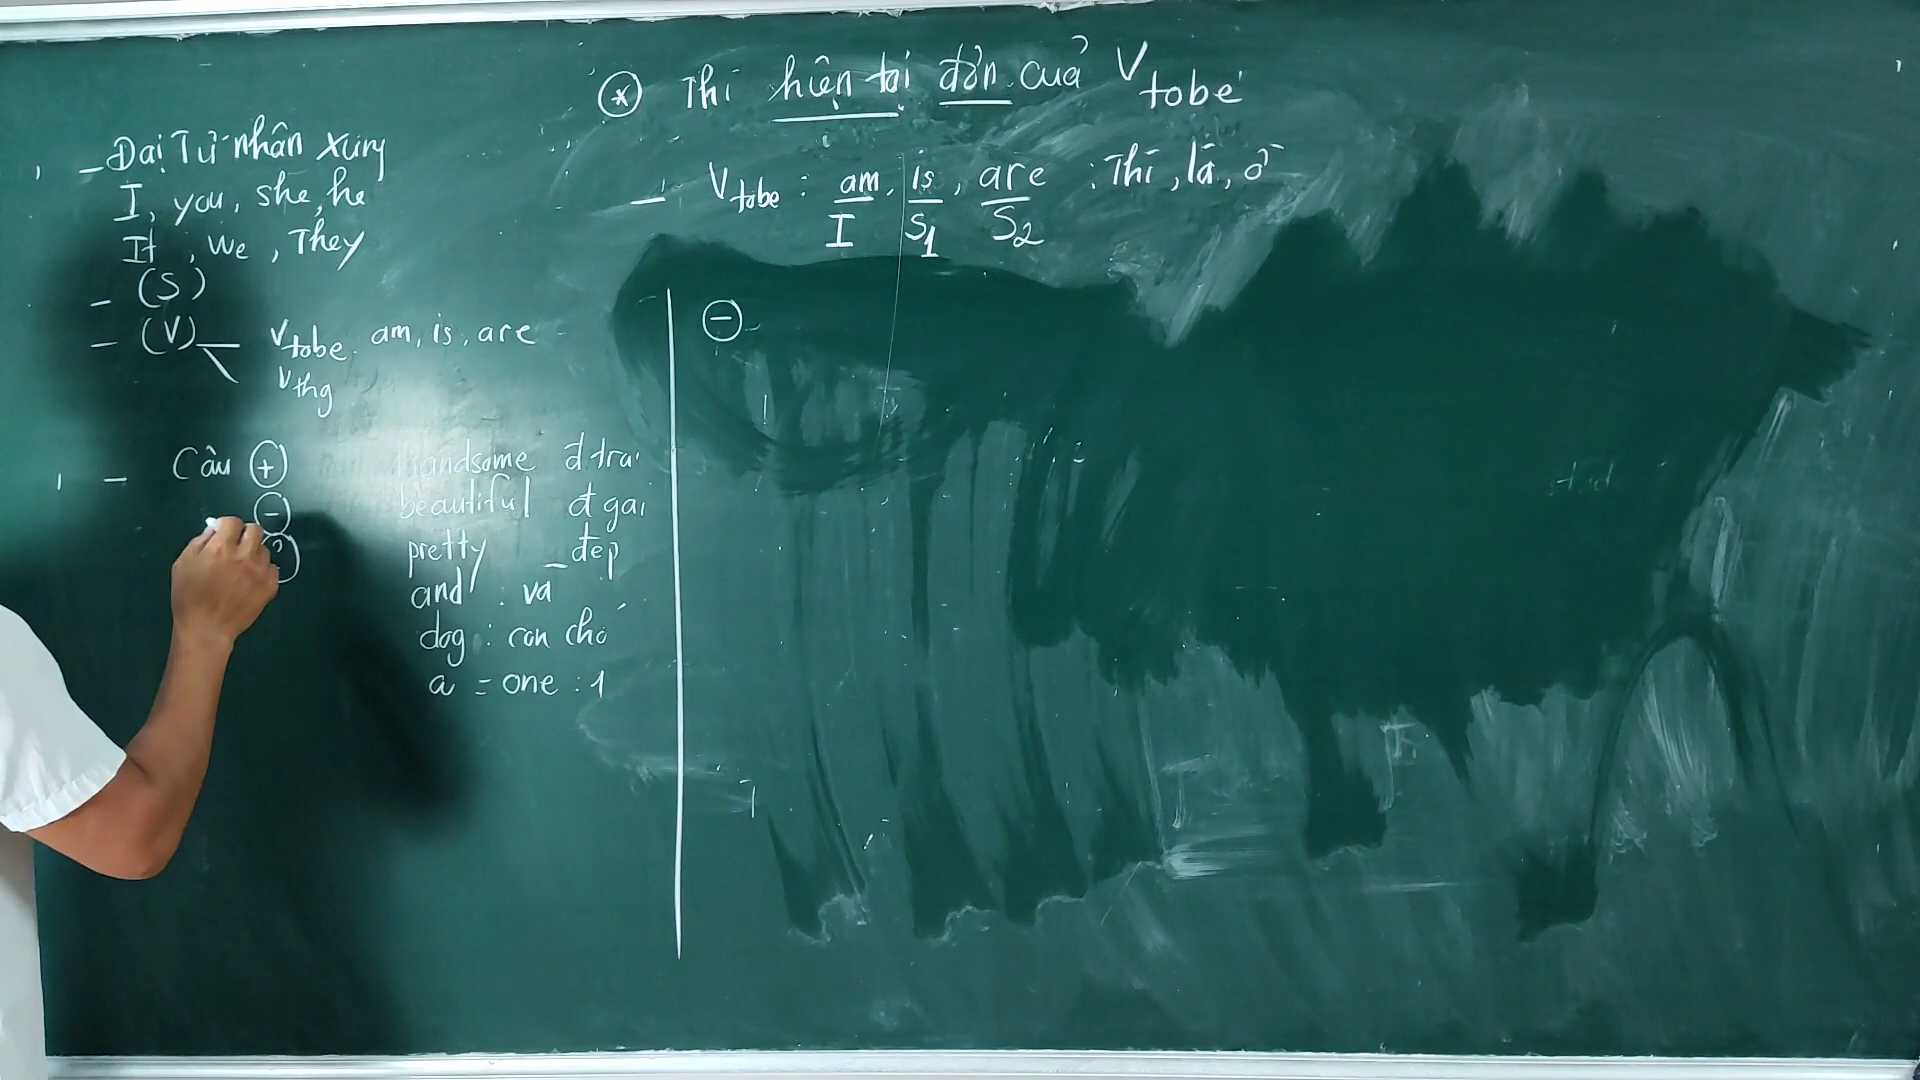 * Thì hiện tại đơn của V tobe
- Đại Từ nhân xưng
I, you, she, he
It, we, They
- (S)
- (V) V tobe. am, is, are
V thg
- V tobe : am, is, are : Thì, là, ở
I S1 S2
- Câu +
-
?
handsome đ trai
beautiful đ gái
pretty đẹp
and : và
dog : con chó
a = one : 1
-